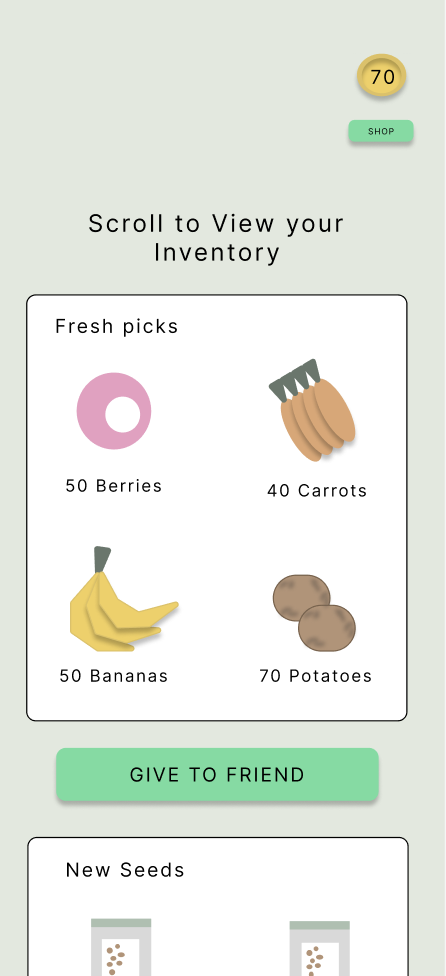 70
SHOP
Scroll to View your
Inventory
Fresh picks
50 Berries
40 Carrots
50 Bananas
70 Potatoes
GIVE TO FRIEND
New Seeds